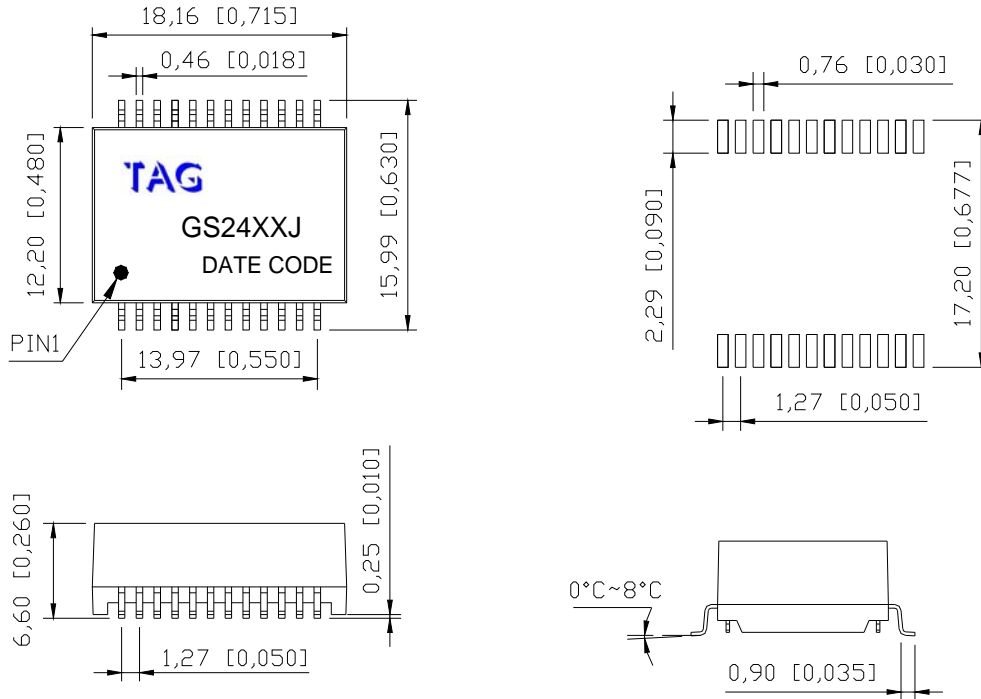 18,16 [0,715]
0,46 [0,018]
12,20 [0,480]
15,99 [0,630]
TAG
GS24XXJ
DATE CODE
PIN1
13,97 [0,550]
0,76 [0,030]
2,29 [0,090]
17,20 [0,677]
1,27 [0,050]
6,60 [0,260]
0,25 [0,010]
1,27 [0,050]
0°C~8°C
0,90 [0,035]